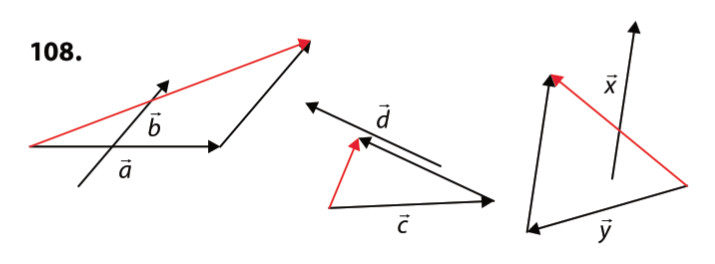 108.
b⃗
a⃗
d⃗
c⃗
x⃗
y⃗